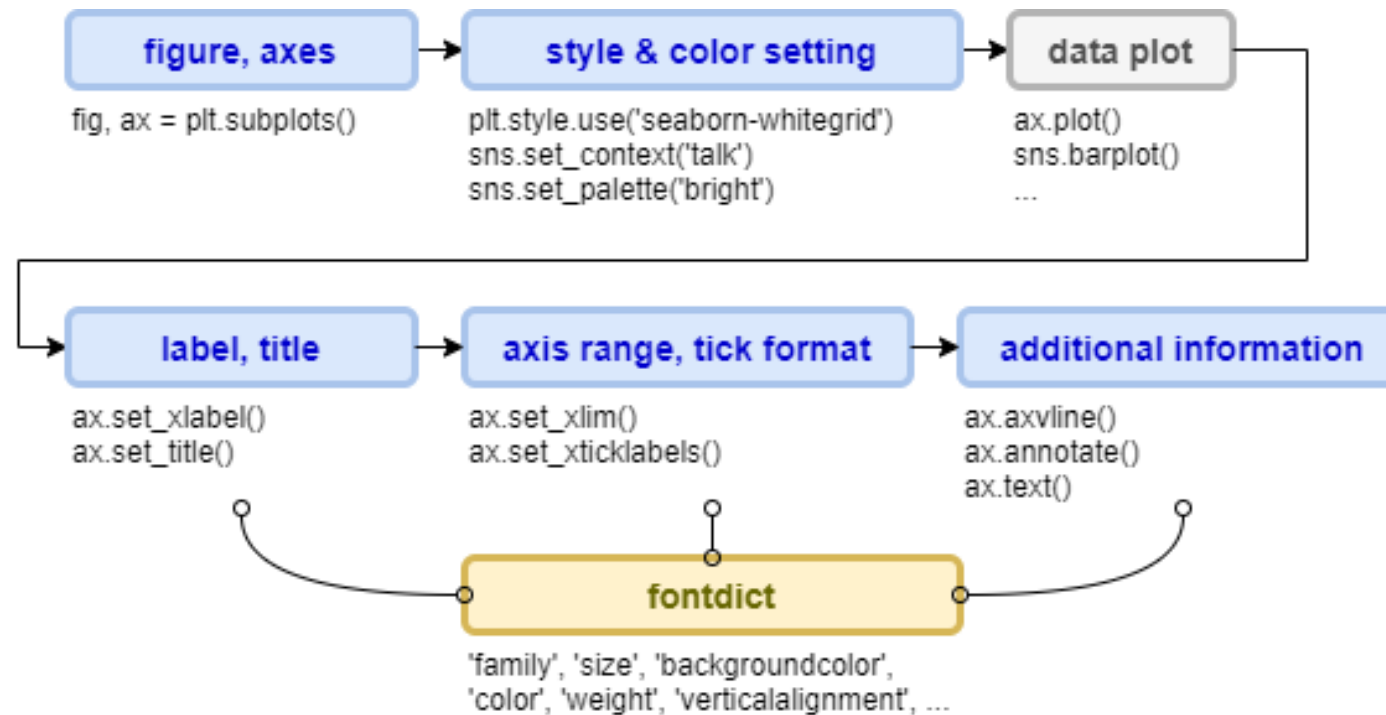 figure, axes
style & color setting
data plot
fig, ax = plt.subplots()
plt.style.use('seaborn-whitegrid')
sns.set_context('talk')
sns.set_palette('bright')
ax.plot()
sns.barplot()
...
label, title
axis range, tick format
additional information
ax.set_xlabel()
ax.set_title()
ax.set_xlim()
ax.set_xticklabels()
ax.axvline()
ax.annotate()
ax.text()
fontdict
'family', 'size', 'backgroundcolor',
'color', 'weight', 'verticalalignment', ...